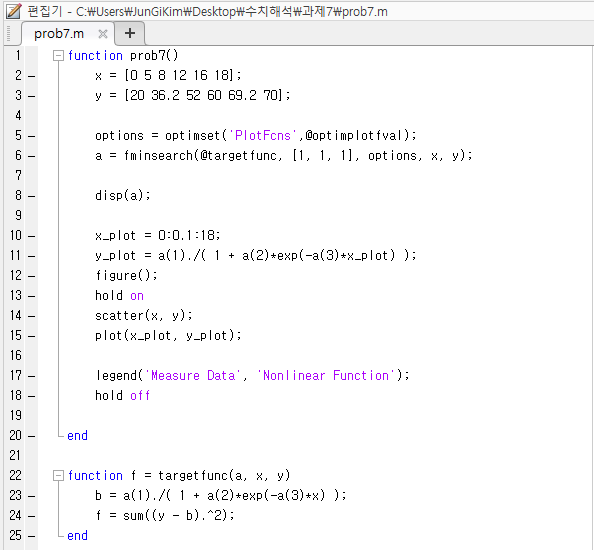 편집기 - C:₩Users₩JunGiKim₩Desktop₩수치해석₩과제7₩prob7.m
prob7.m × +
1 function prob7()
2 – x = [0 5 8 12 16 18];
3 – y = [20 36.2 52 60 69.2 70];
4
5 – options = optimset('PlotFcns',@optimplotfval);
6 – a = fminsearch(@targetfunc, [1, 1, 1], options, x, y);
7
8 – disp(a);
9
10 – x_plot = 0:0.1:18;
11 – y_plot = a(1)./( 1 + a(2)*exp(-a(3)*x_plot) );
12 – figure();
13 – hold on
14 – scatter(x, y);
15 – plot(x_plot, y_plot);
16
17 – legend('Measure Data', 'Nonlinear Function');
18 – hold off
19
20 – end
21
22 function f = targetfunc(a, x, y)
23 – b = a(1)./( 1 + a(2)*exp(-a(3)*x) );
24 – f = sum((y - b).^2);
25 – end